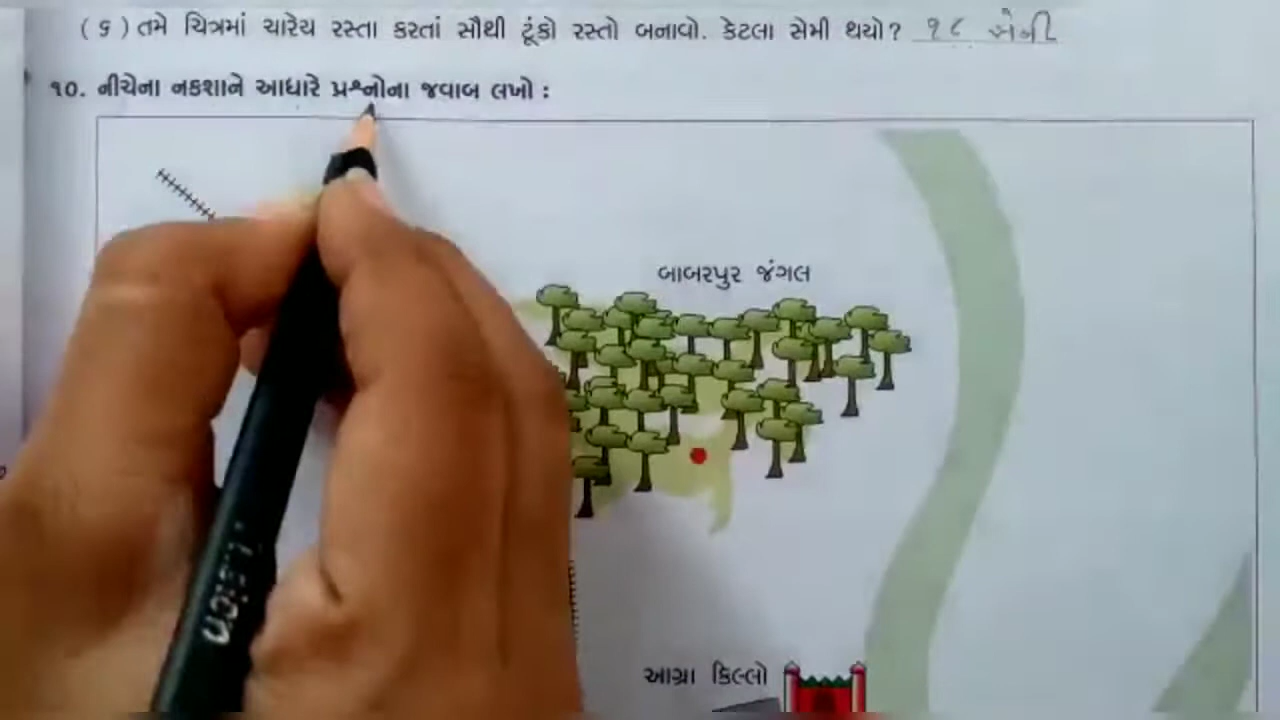 (૬) તમે ચિત્રમાં ચારેય રસ્તા કરતાં સૌથી ટૂંકો રસ્તો બનાવો. કેટલા સેમી થયો? ૧૮ સેમી
૧૦. નીચેના નકશાને આધારે પ્રશ્નોના જવાબ લખો :
બાબરપુર જંગલ
આગ્રા કિલ્લો